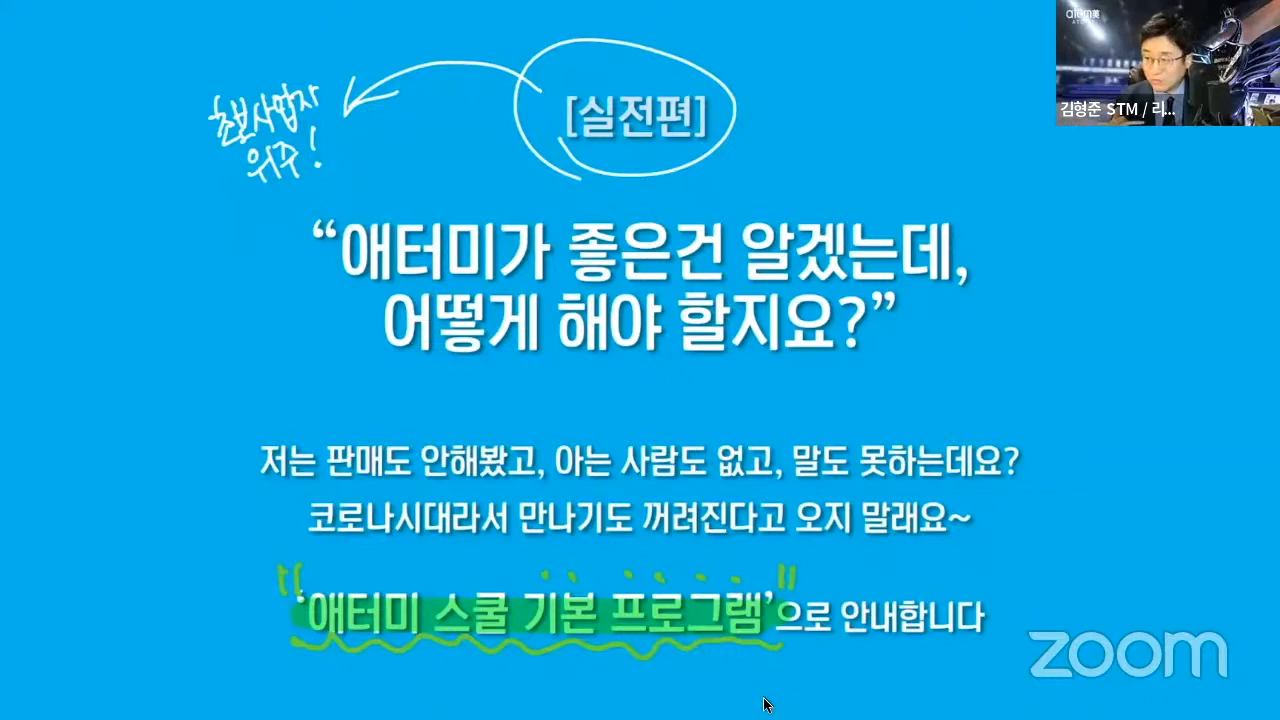 [실전편]
초보사업자
위주!
“애터미가 좋은건 알겠는데,
어떻게 해야 할지요?”
저는 판매도 안해봤고, 아는 사람도 없고, 말도 못하는데요?
코로나시대라서 만나기도 꺼려진다고 오지 말래요~
‘애터미 스쿨 기본 프로그램’으로 안내합니다
김형준 STM / 리...
zoom